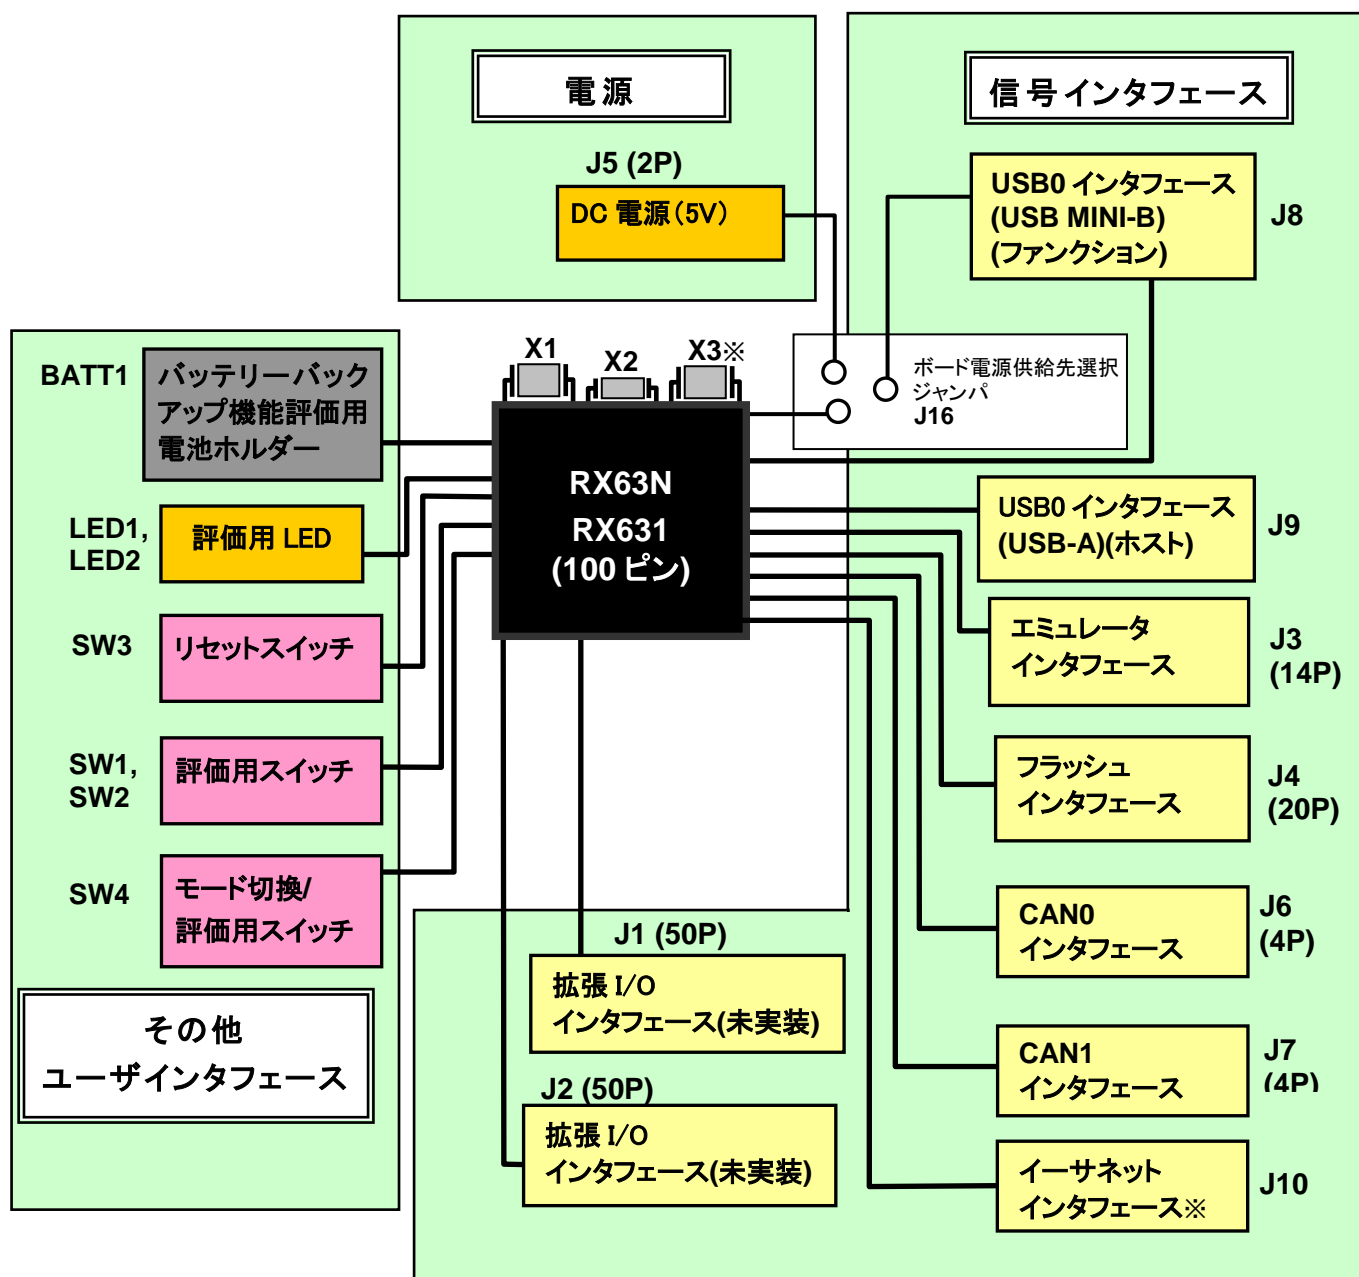 電源
J5 (2P)
DC 電源(5V)
信号インタフェース
USB0 インタフェース
(USB MINI-B)
(ファンクション)
J8
ボード電源供給先選択
ジャンパ
J16
X1
X2
X3※
RX63N
RX631
(100 ピン)
BATT1
バッテリーバック
アップ機能評価用
電池ホルダー
LED1,
LED2
評価用 LED
SW3
リセットスイッチ
SW1,
SW2
評価用スイッチ
SW4
モード切換/
評価用スイッチ
その他
ユーザインタフェース
USB0 インタフェース
(USB-A)(ホスト)
J9
エミュレータ
インタフェース
J3
(14P)
フラッシュ
インタフェース
J4
(20P)
CAN0
インタフェース
J6
(4P)
CAN1
インタフェース
J7
(4P)
イーサネット
インタフェース※
J10
J1 (50P)
拡張 I/O
インタフェース(未実装)
J2 (50P)
拡張 I/O
インタフェース(未実装)